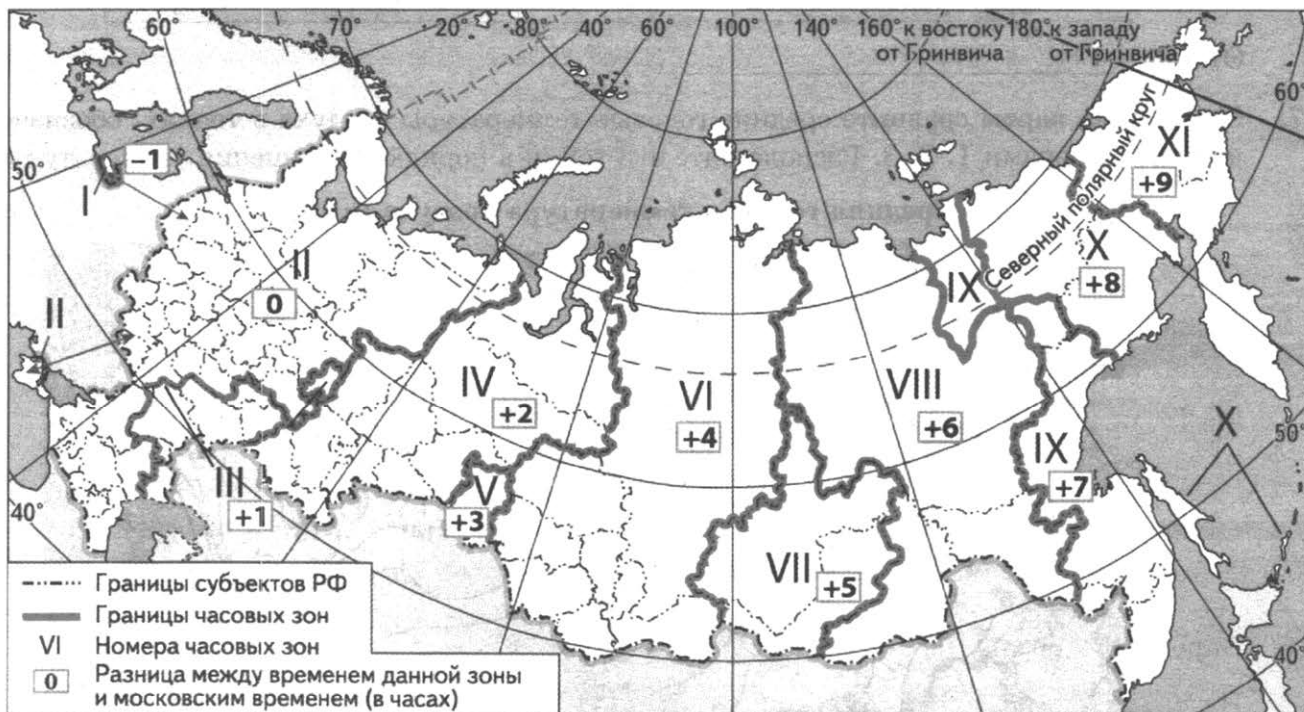 60°
70°
20°
80°
40°
60°
100°
140°
160° к востоку
от Гринвича
180° к западу
от Гринвича
60°
50°
I
–1
II
0
II
40°
III
+1
IV
+2
V
+3
VI
+4
VII
+5
VIII
+6
IX
IX
+7
X
+8
XI
+9
Северный полярный круг
X
50°
40°
Границы субъектов РФ
Границы часовых зон
VI Номера часовых зон
0 Разница между временем данной зоны
и московским временем (в часах)